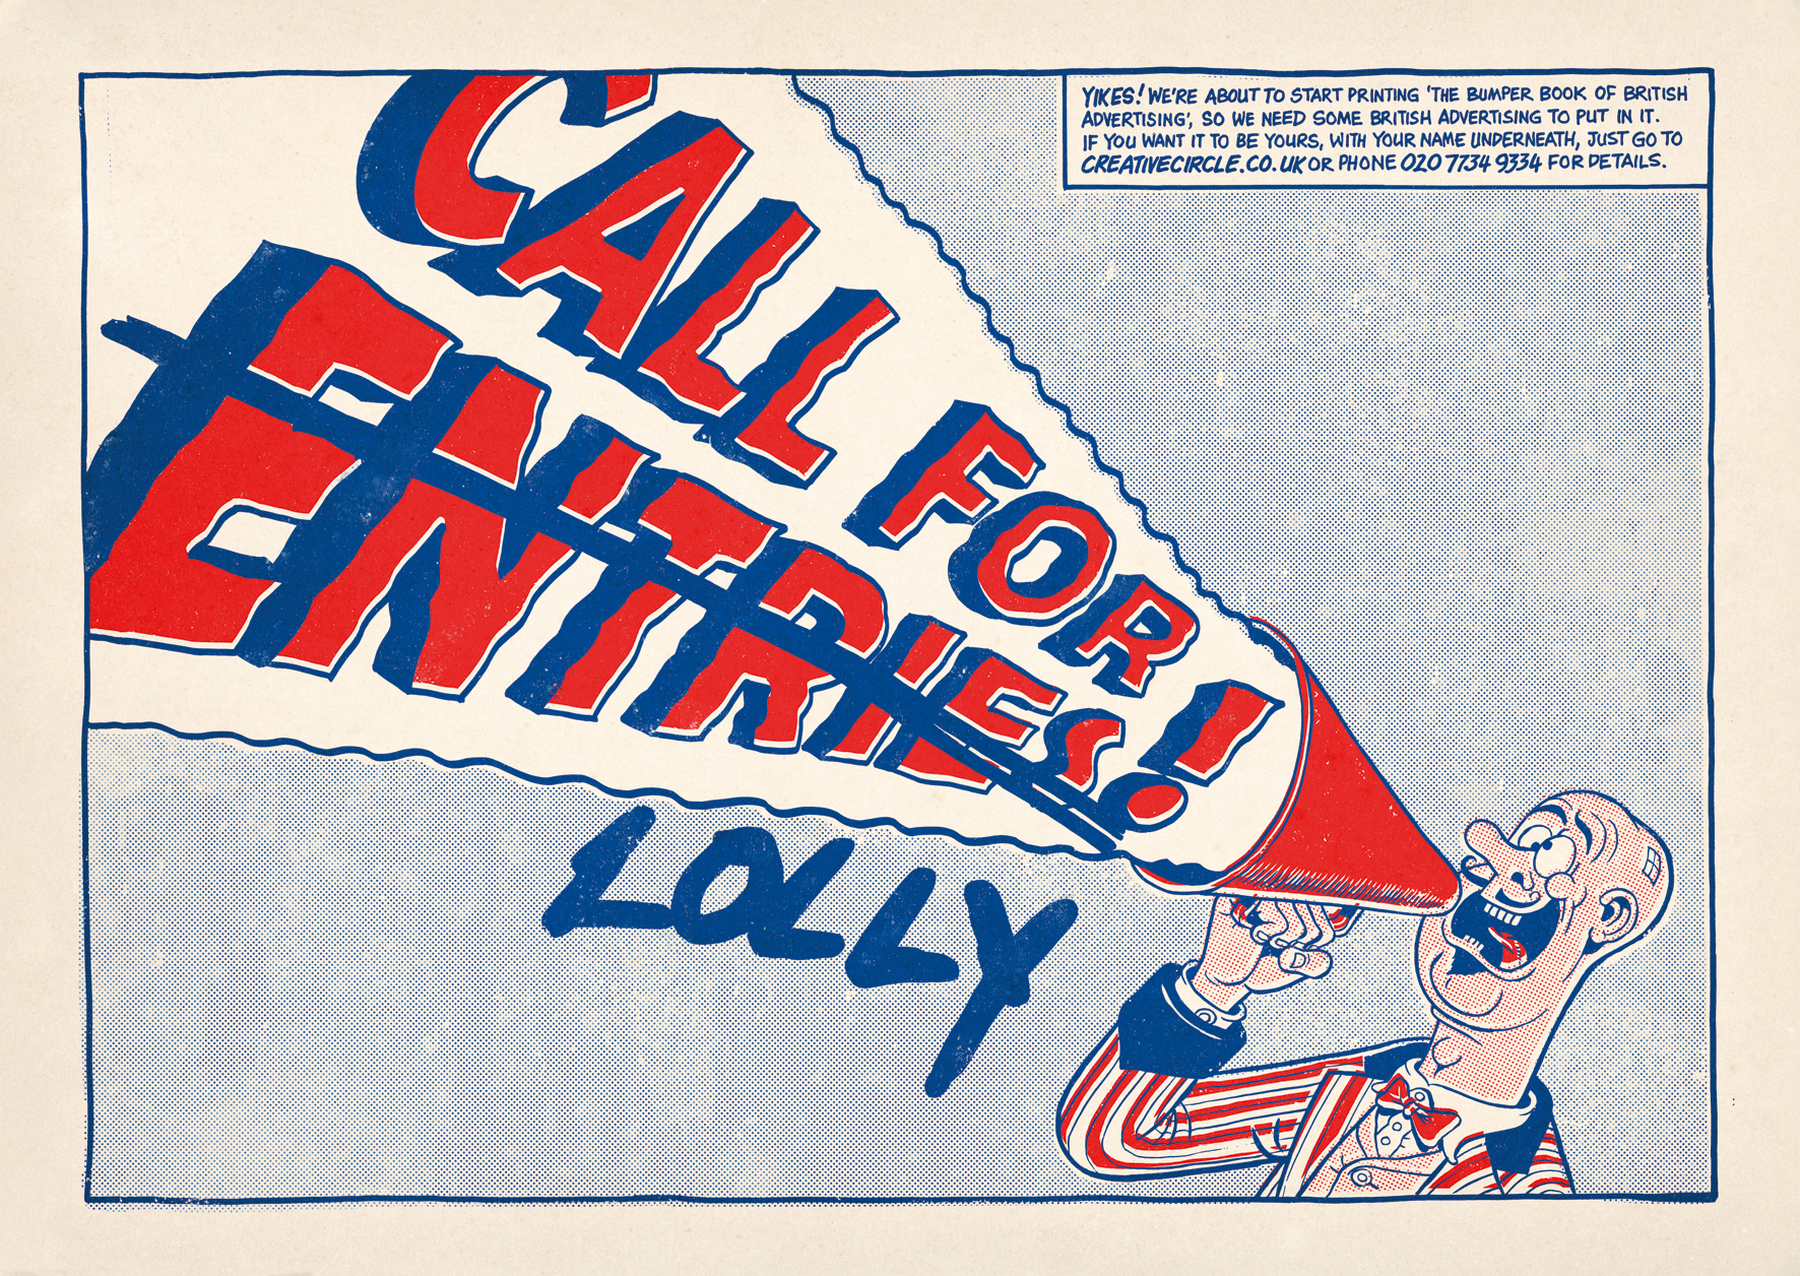 YIKES! WE'RE ABOUT TO START PRINTING 'THE BUMPER BOOK OF BRITISH
ADVERTISING', SO WE NEED SOME BRITISH ADVERTISING TO PUT IN IT.
IF YOU WANT IT TO BE YOURS, WITH YOUR NAME UNDERNEATH, JUST GO TO
CREATIVECIRCLE.CO.UK OR PHONE 020 7734 9334 FOR DETAILS.
CALL FOR
ENTRIES!
LOLLY